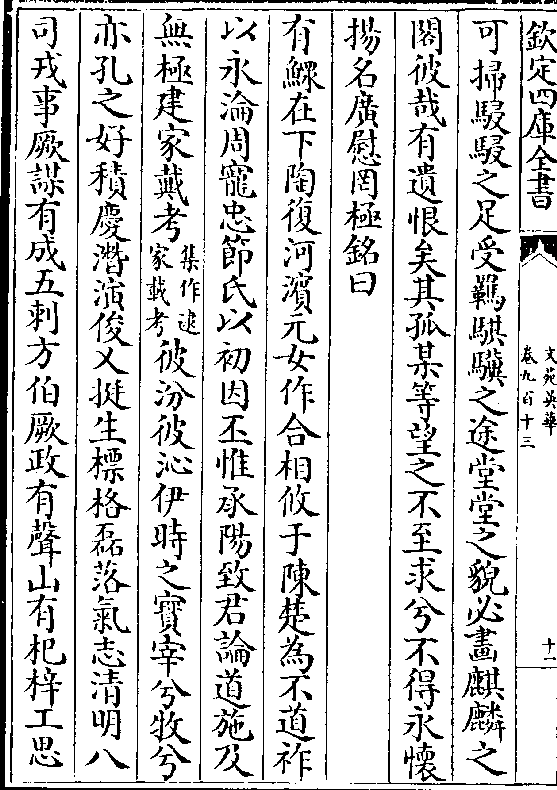 欽定四庫全書
文苑英華
卷九百十三
十一
可掃駸駸之足受羈騏驥之途堂堂之貌必畫麒麟之
閣彼哉有遺恨矣其孤某等望之不至求兮不得永懷
揚名廣慰罔極銘曰
有鰥在下陶復河濵元女作合相攸于陳楚為不道祚
以永淪周寵忠節氏以初因丕惟承陽致君論道施及
無極建家戴考集作逮家載考彼汾彼沁伊時之寶宰兮牧兮
亦孔之好積慶潛演俊乂挺生標格磊落氣志清明八
司戎事厥謀有成五刺方伯厥政有聲山有杞梓工思